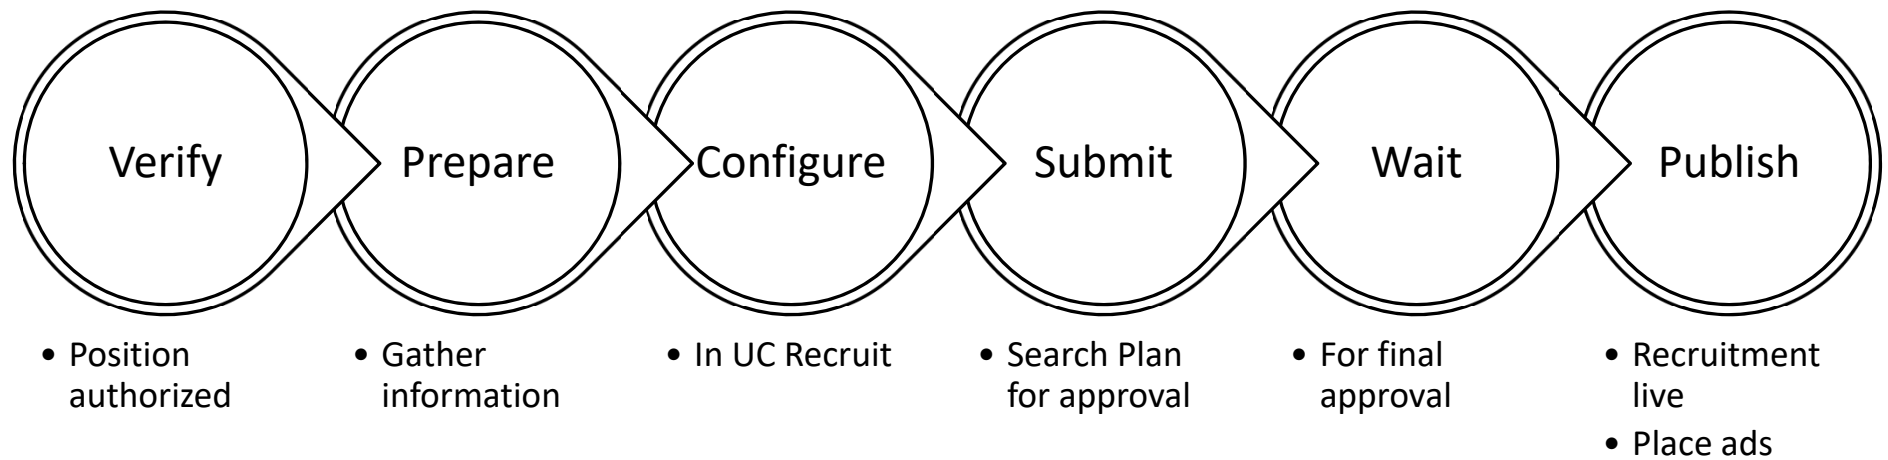 Verify
Prepare
Configure
Submit
Wait
Publish
• Position
authorized
• Gather
information
• In UC Recruit
• Search Plan
for approval
• For final
approval
• Recruitment
live
• Place ads